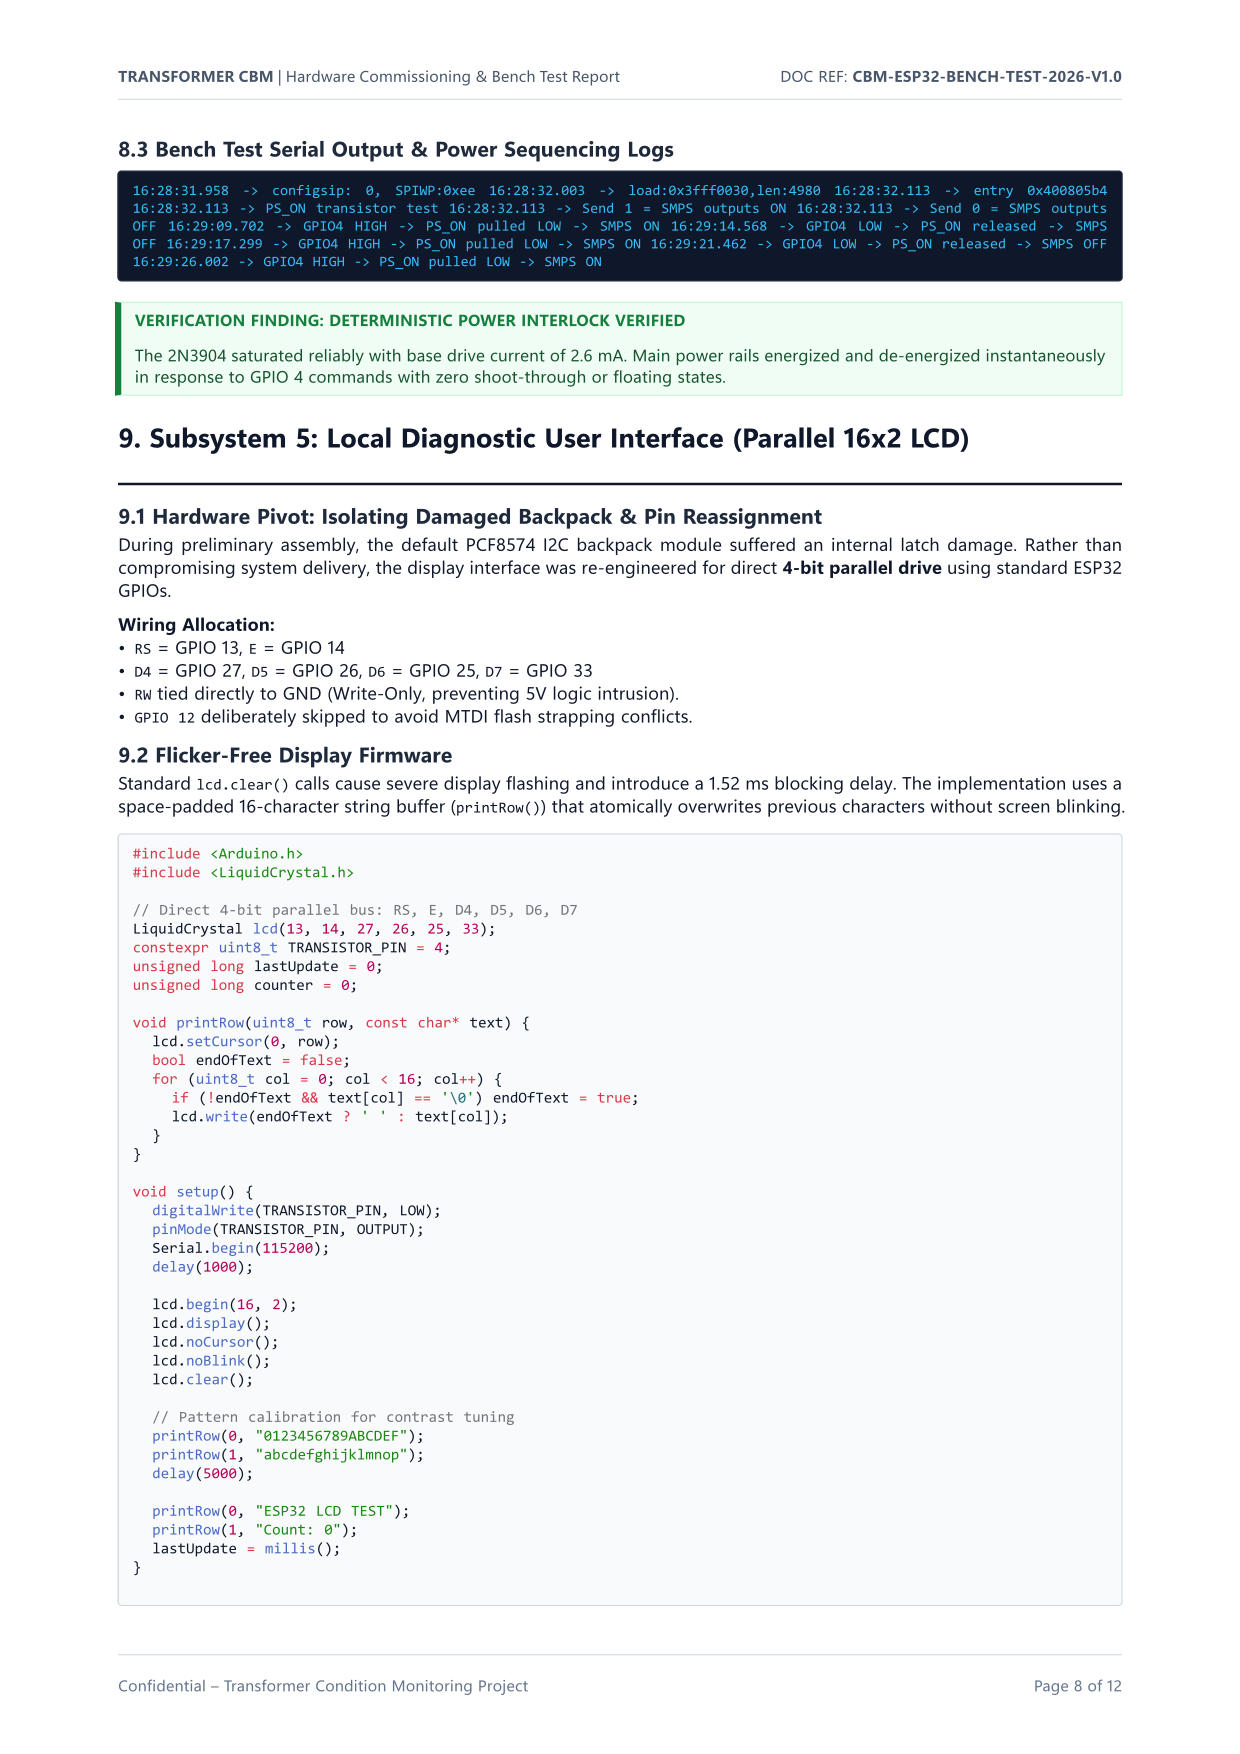 TRANSFORMER CBM | Hardware Commissioning & Bench Test Report
DOC REF: CBM-ESP32-BENCH-TEST-2026-V1.0
8.3 Bench Test Serial Output & Power Sequencing Logs
16:28:31.958 -> configsip: 0, SPIWP:0xee 16:28:32.003 -> load:0x3fff0030,len:4980 16:28:32.113 -> entry 0x400805b4
16:28:32.113 -> PS_ON transistor test 16:28:32.113 -> Send 1 = SMPS outputs ON 16:28:32.113 -> Send 0 = SMPS outputs
OFF 16:29:09.702 -> GPIO4 HIGH -> PS_ON pulled LOW -> SMPS ON 16:29:14.568 -> GPIO4 LOW -> PS_ON released -> SMPS
OFF 16:29:17.299 -> GPIO4 HIGH -> PS_ON pulled LOW -> SMPS ON 16:29:21.462 -> GPIO4 LOW -> PS_ON released -> SMPS OFF
16:29:26.002 -> GPIO4 HIGH -> PS_ON pulled LOW -> SMPS ON
VERIFICATION FINDING: DETERMINISTIC POWER INTERLOCK VERIFIED
The 2N3904 saturated reliably with base drive current of 2.6 mA. Main power rails energized and de-energized instantaneously
in response to GPIO 4 commands with zero shoot-through or floating states.
9. Subsystem 5: Local Diagnostic User Interface (Parallel 16x2 LCD)
9.1 Hardware Pivot: Isolating Damaged Backpack & Pin Reassignment
During preliminary assembly, the default PCF8574 I2C backpack module suffered an internal latch damage. Rather than
compromising system delivery, the display interface was re-engineered for direct 4-bit parallel drive using standard ESP32
GPIOs.
Wiring Allocation:
• RS = GPIO 13, E = GPIO 14
• D4 = GPIO 27, D5 = GPIO 26, D6 = GPIO 25, D7 = GPIO 33
• RW tied directly to GND (Write-Only, preventing 5V logic intrusion).
• GPIO 12 deliberately skipped to avoid MTDI flash strapping conflicts.
9.2 Flicker-Free Display Firmware
Standard lcd.clear() calls cause severe display flashing and introduce a 1.52 ms blocking delay. The implementation uses a
space-padded 16-character string buffer (printRow()) that atomically overwrites previous characters without screen blinking.
#include <Arduino.h>
#include <LiquidCrystal.h>
// Direct 4-bit parallel bus: RS, E, D4, D5, D6, D7
LiquidCrystal lcd(13, 14, 27, 26, 25, 33);
constexpr uint8_t TRANSISTOR_PIN = 4;
unsigned long lastUpdate = 0;
unsigned long counter = 0;
void printRow(uint8_t row, const char* text) {
lcd.setCursor(0, row);
bool endOfText = false;
for (uint8_t col = 0; col < 16; col++) {
if (!endOfText && text[col] == '\0') endOfText = true;
lcd.write(endOfText ? ' ' : text[col]);
}
}
void setup() {
digitalWrite(TRANSISTOR_PIN, LOW);
pinMode(TRANSISTOR_PIN, OUTPUT);
Serial.begin(115200);
delay(1000);
lcd.begin(16, 2);
lcd.display();
lcd.noCursor();
lcd.noBlink();
lcd.clear();
// Pattern calibration for contrast tuning
printRow(0, "0123456789ABCDEF");
printRow(1, "abcdefghijklmnop");
delay(5000);
printRow(0, "ESP32 LCD TEST");
printRow(1, "Count: 0");
lastUpdate = millis();
}
Confidential – Transformer Condition Monitoring Project
Page 8 of 12